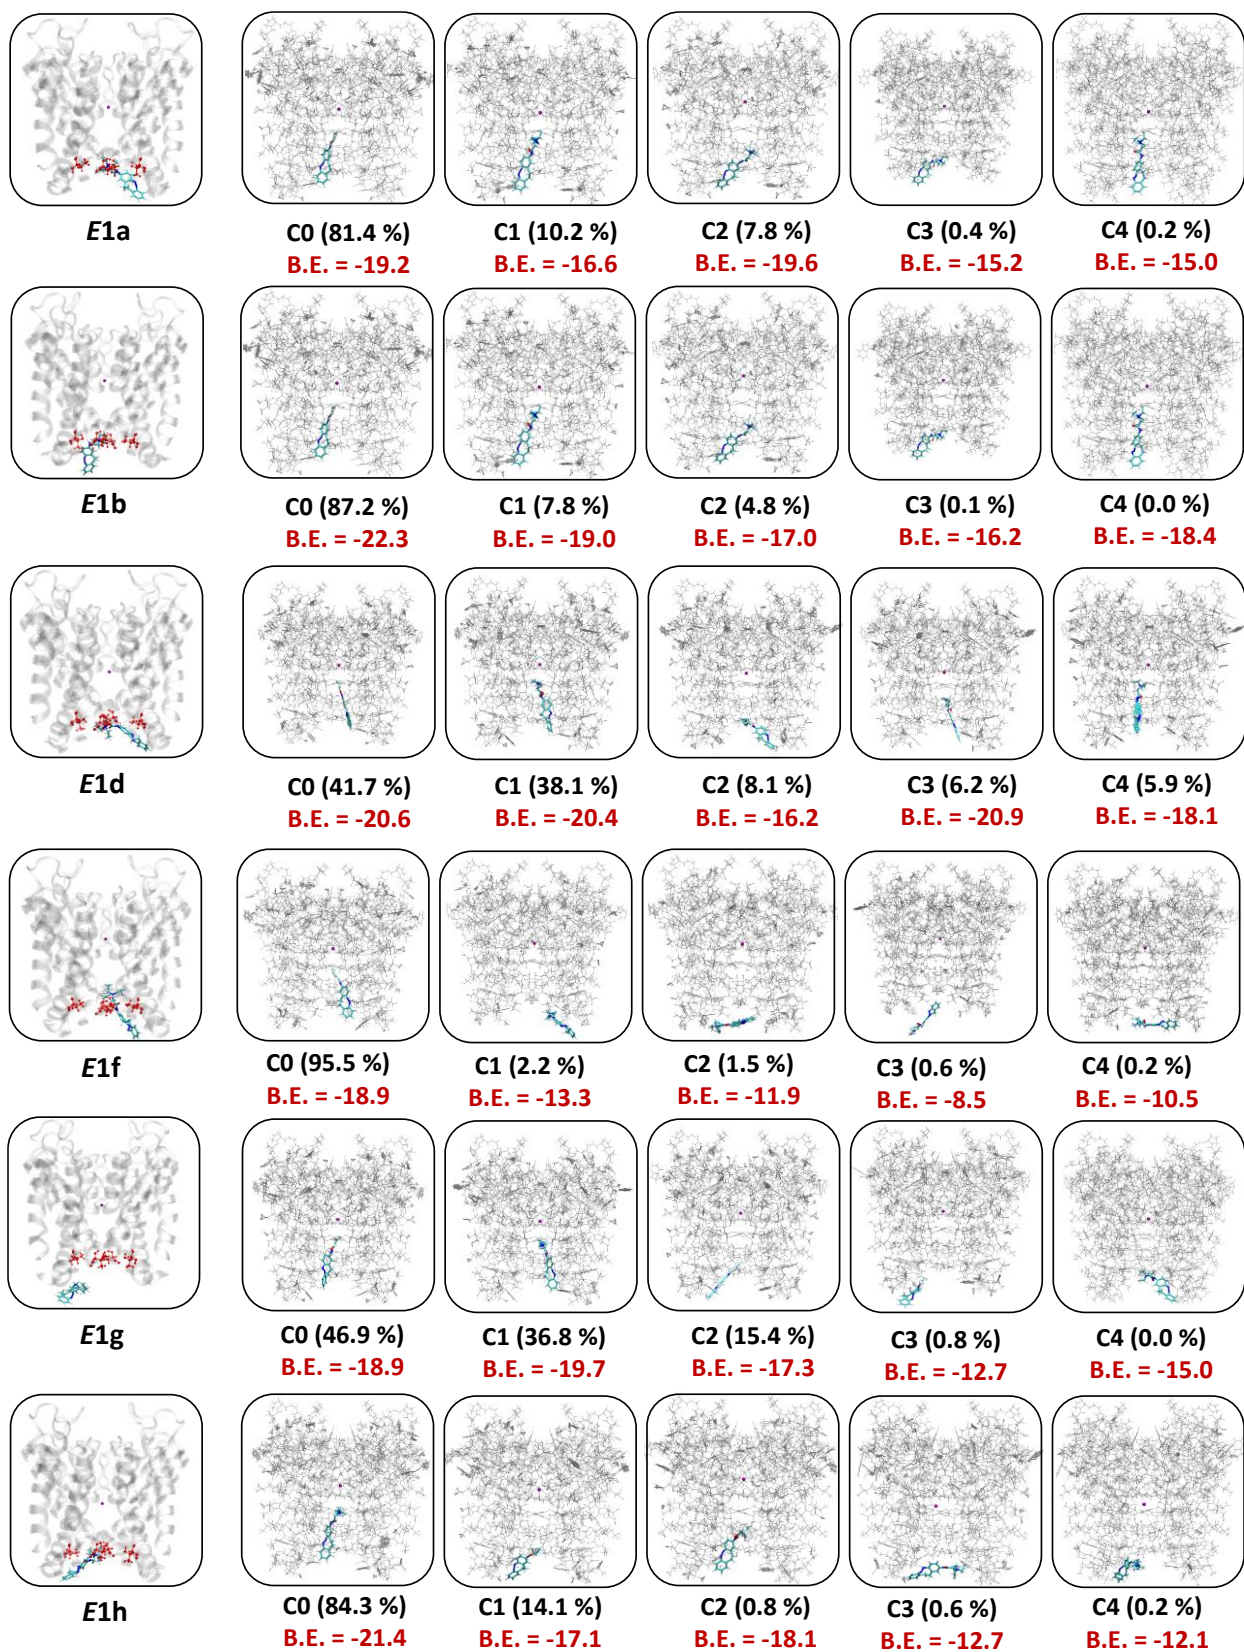 E1a
C0 (81.4 %)
B.E. = -19.2
C1 (10.2 %)
B.E. = -16.6
C2 (7.8 %)
B.E. = -19.6
C3 (0.4 %)
B.E. = -15.2
C4 (0.2 %)
B.E. = -15.0
E1b
C0 (87.2 %)
B.E. = -22.3
C1 (7.8 %)
B.E. = -19.0
C2 (4.8 %)
B.E. = -17.0
C3 (0.1 %)
B.E. = -16.2
C4 (0.0 %)
B.E. = -18.4
E1d
C0 (41.7 %)
B.E. = -20.6
C1 (38.1 %)
B.E. = -20.4
C2 (8.1 %)
B.E. = -16.2
C3 (6.2 %)
B.E. = -20.9
C4 (5.9 %)
B.E. = -18.1
E1f
C0 (95.5 %)
B.E. = -18.9
C1 (2.2 %)
B.E. = -13.3
C2 (1.5 %)
B.E. = -11.9
C3 (0.6 %)
B.E. = -8.5
C4 (0.2 %)
B.E. = -10.5
E1g
C0 (46.9 %)
B.E. = -18.9
C1 (36.8 %)
B.E. = -19.7
C2 (15.4 %)
B.E. = -17.3
C3 (0.8 %)
B.E. = -12.7
C4 (0.0 %)
B.E. = -15.0
E1h
C0 (84.3 %)
B.E. = -21.4
C1 (14.1 %)
B.E. = -17.1
C2 (0.8 %)
B.E. = -18.1
C3 (0.6 %)
B.E. = -12.7
C4 (0.2 %)
B.E. = -12.1